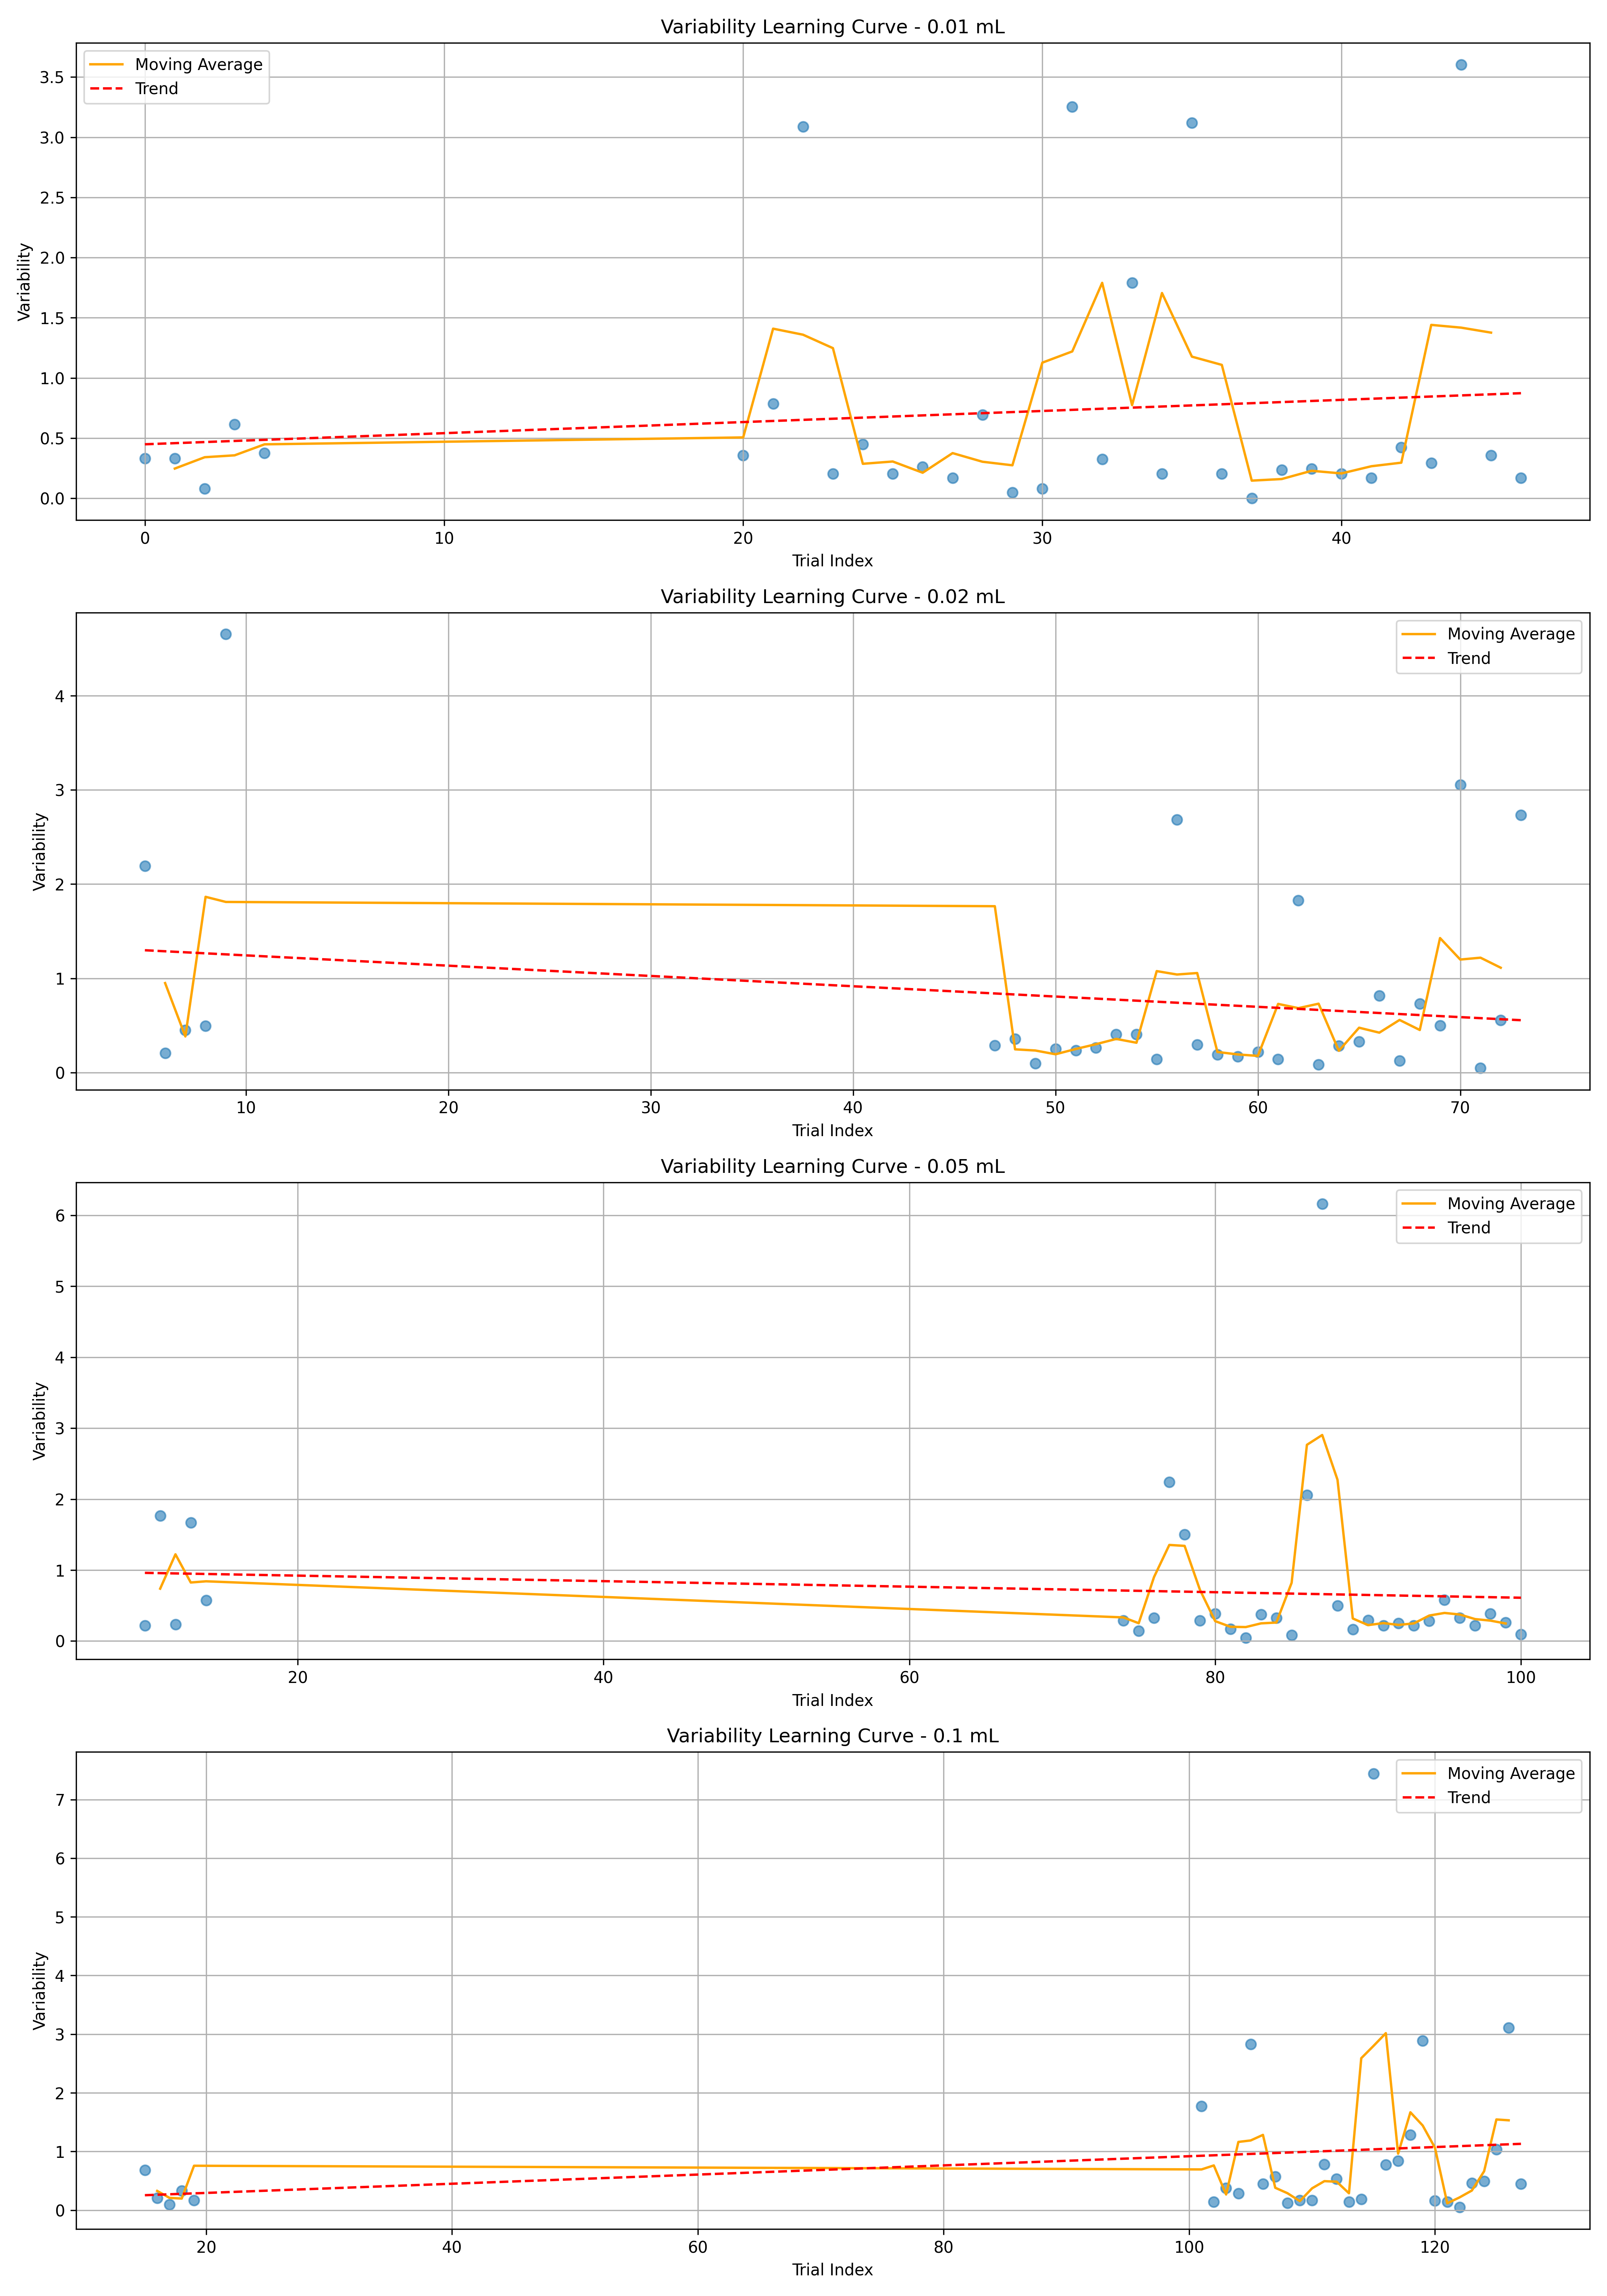 Variability Learning Curve - 0.01 mL
Moving Average
Trend
3.5
3.0
2.5
2.0
1.5
1.0
0.5
0.0
Variability
0 10 20 30 40
Trial Index
Variability Learning Curve - 0.02 mL
Moving Average
Trend
4
3
2
1
0
Variability
10 20 30 40 50 60 70
Trial Index
Variability Learning Curve - 0.05 mL
Moving Average
Trend
6
5
4
3
2
1
0
Variability
20 40 60 80 100
Trial Index
Variability Learning Curve - 0.1 mL
Moving Average
Trend
7
6
5
4
3
2
1
0
Variability
20 40 60 80 100 120
Trial Index